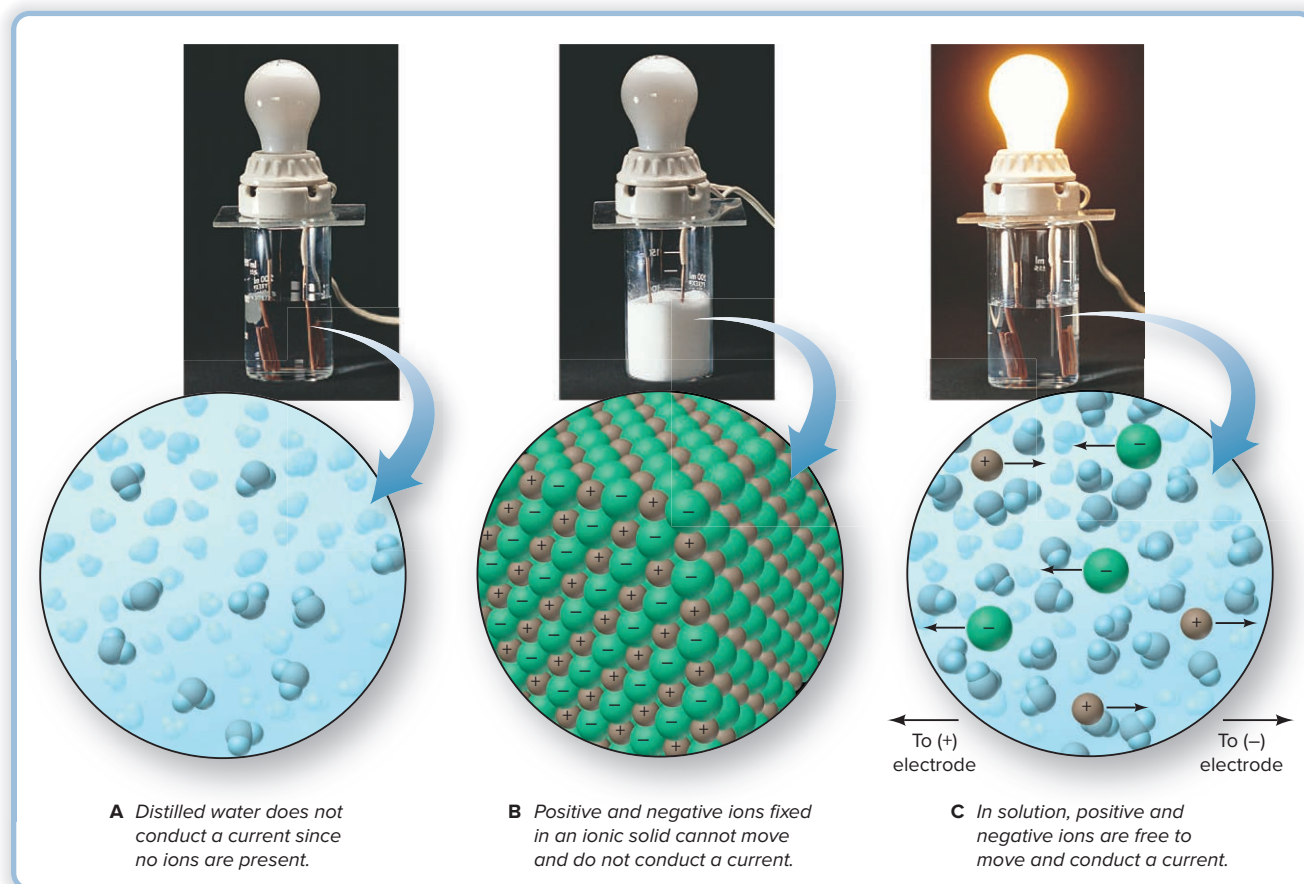 − +
− −
+
−
+
To (+)
electrode
To (–)
electrode
A Distilled water does not
conduct a current since
no ions are present.
B Positive and negative ions fixed
in an ionic solid cannot move
and do not conduct a current.
C In solution, positive and
negative ions are free to
move and conduct a current.